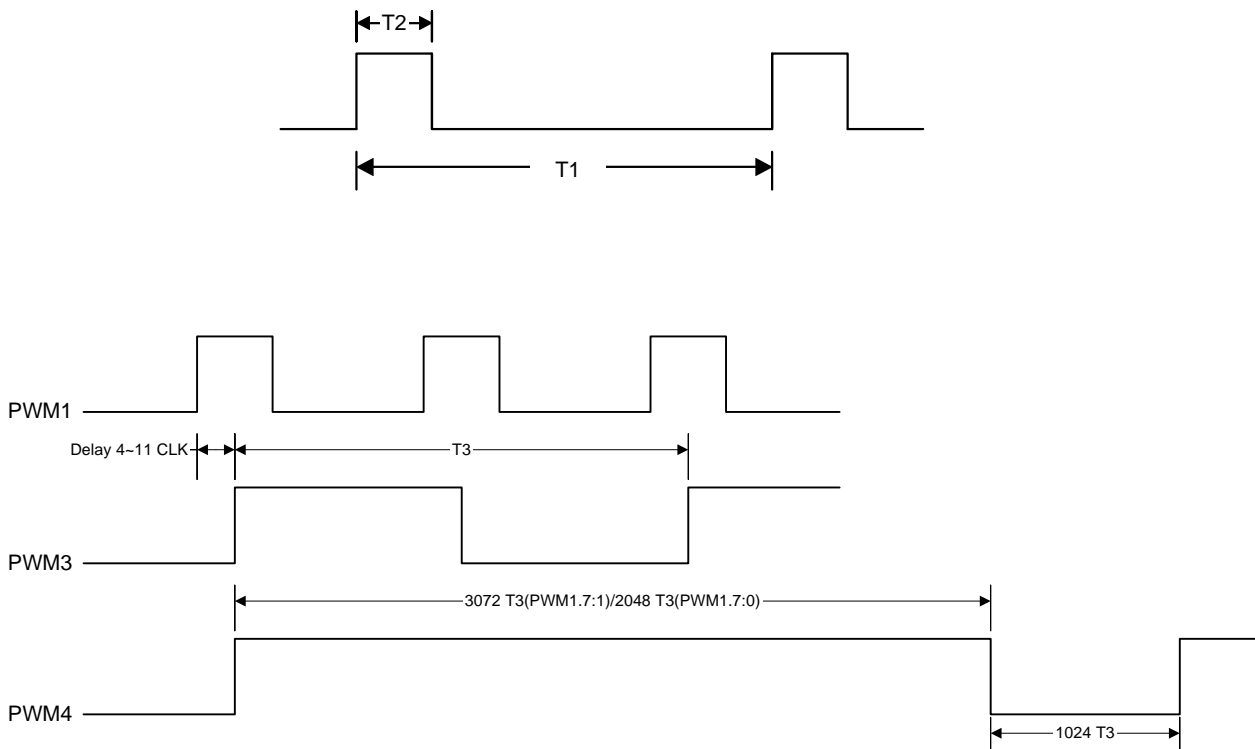 T2
T1
PWM1
Delay 4~11 CLK
T3
PWM3
3072 T3(PWM1.7:1)/2048 T3(PWM1.7:0)
PWM4
1024 T3